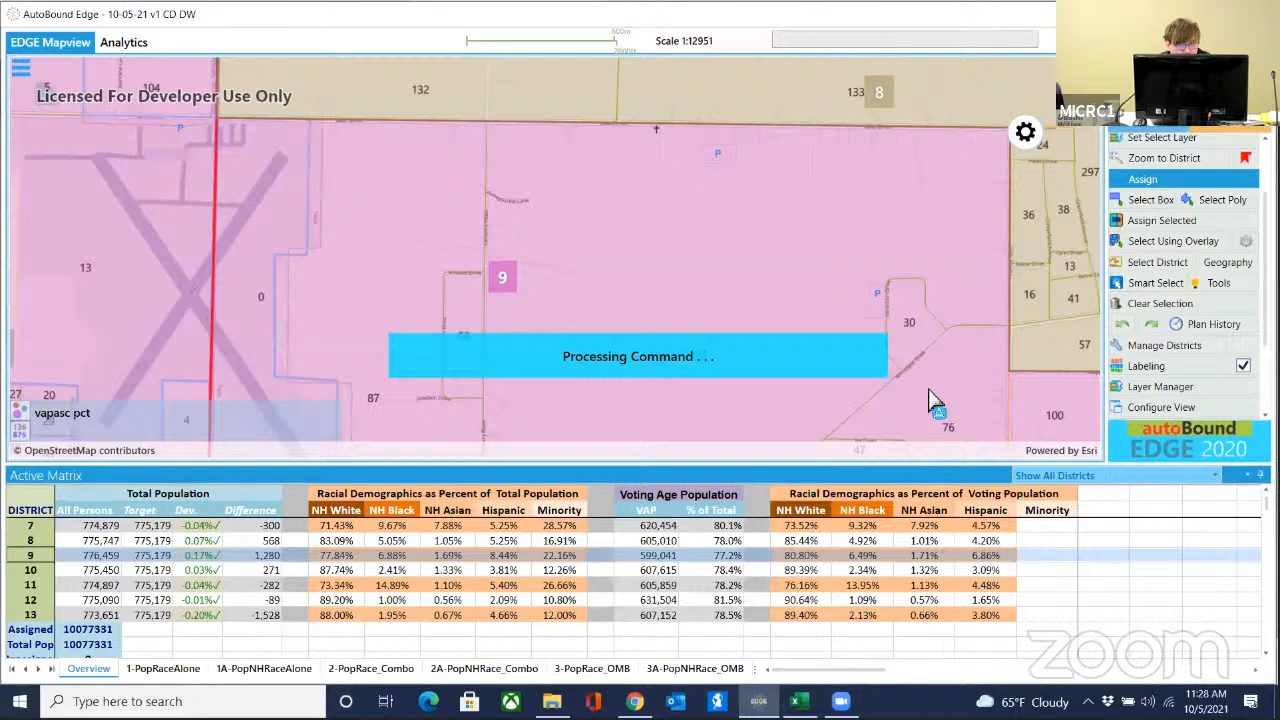 AutoBound Edge - 10-05-21 v1 CD DW
EDGE Mapview Analytics
600m
Scale 1:12951
MICRC1
Licensed For Developer Use Only
5 104 132 133 8
P
P
24
297
36 38
13 9 13
0 16 41
P
30
57
Processing Command . . .
27 20 87
29 4 76 100
47
vapasc pct
© OpenStreetMap contributors
Powered by Esri
Set Select Layer
Zoom to District
Assign
Select Box Select Poly
Assign Selected
Select Using Overlay
Select District Geography
Smart Select Tools
Clear Selection
Plan History
Manage Districts
Labeling
Layer Manager
Configure View
autoBound
EDGE 2020
Active Matrix Show All Districts
Total Population Racial Demographics as Percent of Total Population Voting Age Population Racial Demographics as Percent of Voting Population
DISTRICT All Persons Target Dev. Difference NH White NH Black NH Asian Hispanic Minority VAP % of Total NH White NH Black NH Asian Hispanic Minority
7 774,879 775,179 -0.04%✓ -300 71.43% 9.67% 7.88% 5.25% 28.57% 620,454 80.1% 73.52% 9.32% 7.92% 4.57%
8 775,747 775,179 0.07%✓ 568 83.09% 5.05% 1.05% 5.25% 16.91% 605,010 78.0% 85.44% 4.92% 1.01% 4.20%
9 776,459 775,179 0.17%✓ 1,280 77.84% 6.88% 1.69% 8.44% 22.16% 599,041 77.2% 80.80% 6.49% 1.71% 6.86%
10 775,450 775,179 0.03%✓ 271 87.74% 2.41% 1.33% 3.81% 12.26% 607,615 78.4% 89.39% 2.34% 1.32% 3.09%
11 774,897 775,179 -0.04%✓ -282 73.34% 14.89% 1.10% 5.40% 26.66% 605,859 78.2% 76.16% 13.95% 1.13% 4.48%
12 775,090 775,179 -0.01%✓ -89 89.20% 1.00% 0.56% 2.09% 10.80% 631,504 81.5% 90.64% 1.09% 0.57% 1.65%
13 773,651 775,179 -0.20%✓ -1,528 88.00% 1.95% 0.67% 4.66% 12.00% 607,152 78.5% 89.40% 2.13% 0.66% 3.80%
Assigned 10077331
Total Pop 10077331
zoom
Overview 1-PopRaceAlone 1A-PopNHRaceAlone 2-PopRace_Combo 2A-PopNHRace_Combo 3-PopRace_OMB 3A-PopNHRace_OMB
Type here to search
EDGE
65°F Cloudy
11:28 AM
10/5/2021